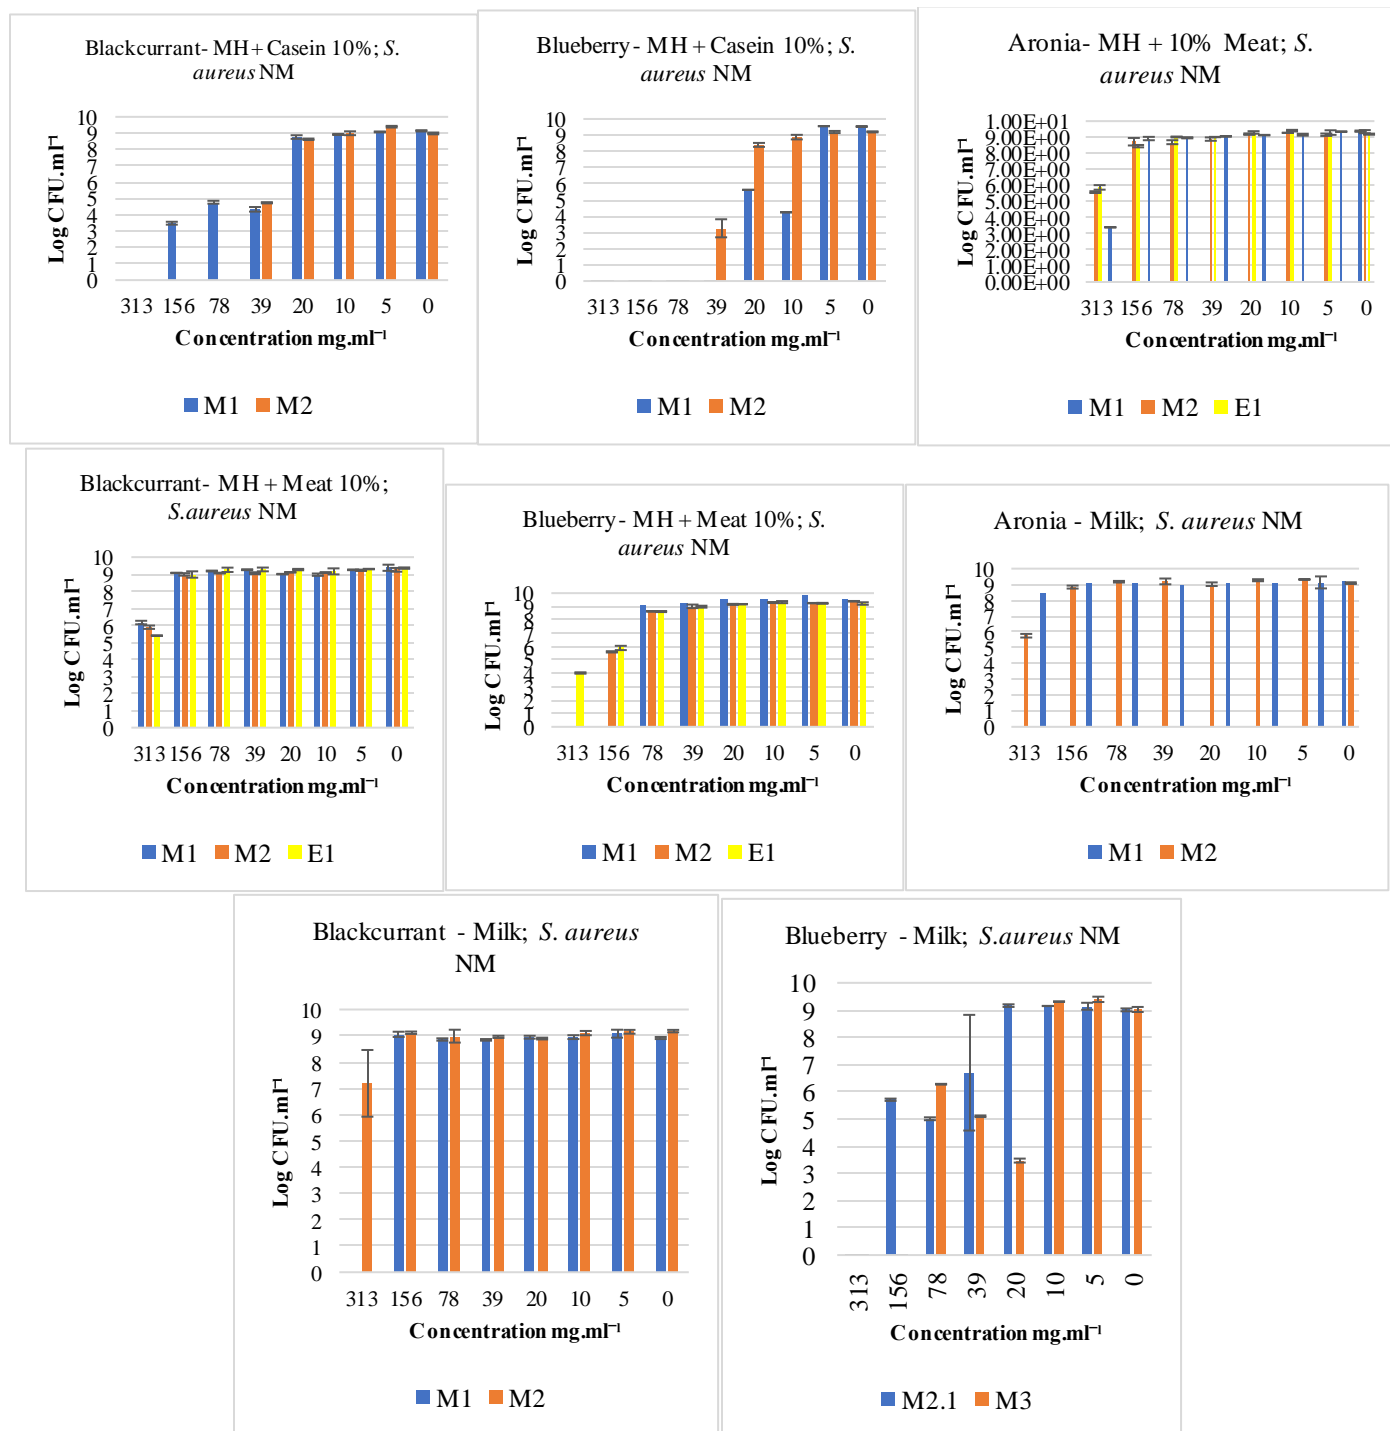 Blackcurrant- MH + Casein 10%; S.
aureus NM
Log CFU.ml⁻¹
10
9
8
7
6
5
4
3
2
1
0
313 156 78 39 20 10 5 0
Concentration mg.ml⁻¹
M1 M2
Blueberry - MH + Casein 10%; S.
aureus NM
Log CFU.ml⁻¹
10
9
8
7
6
5
4
3
2
1
0
313 156 78 39 20 10 5 0
Concentration mg.ml⁻¹
M1 M2
Aronia- MH + 10% Meat; S.
aureus NM
Log CFU.ml⁻¹
1.00E+01
9.00E+00
8.00E+00
7.00E+00
6.00E+00
5.00E+00
4.00E+00
3.00E+00
2.00E+00
1.00E+00
0.00E+00
313 156 78 39 20 10 5 0
Concentration mg.ml⁻¹
M1 M2 E1
Blackcurrant- MH + Meat 10%;
S.aureus NM
Log CFU.ml⁻¹
10
9
8
7
6
5
4
3
2
1
0
313 156 78 39 20 10 5 0
Concentration mg.ml⁻¹
M1 M2 E1
Blueberry - MH + Meat 10%; S.
aureus NM
Log CFU.ml⁻¹
10
9
8
7
6
5
4
3
2
1
0
313 156 78 39 20 10 5 0
Concentration mg.ml⁻¹
M1 M2 E1
Aronia - Milk; S. aureus NM
Log CFU.ml⁻¹
10
9
8
7
6
5
4
3
2
1
0
313 156 78 39 20 10 5 0
Concentration mg.ml⁻¹
M1 M2
Blackcurrant - Milk; S. aureus
NM
Log CFU.ml⁻¹
10
9
8
7
6
5
4
3
2
1
0
313 156 78 39 20 10 5 0
Concentration mg.ml⁻¹
M1 M2
Blueberry - Milk; S.aureus NM
Log CFU.ml⁻¹
10
9
8
7
6
5
4
3
2
1
0
313 156 78 39 20 10 5 0
Concentration mg.ml⁻¹
M2.1 M3